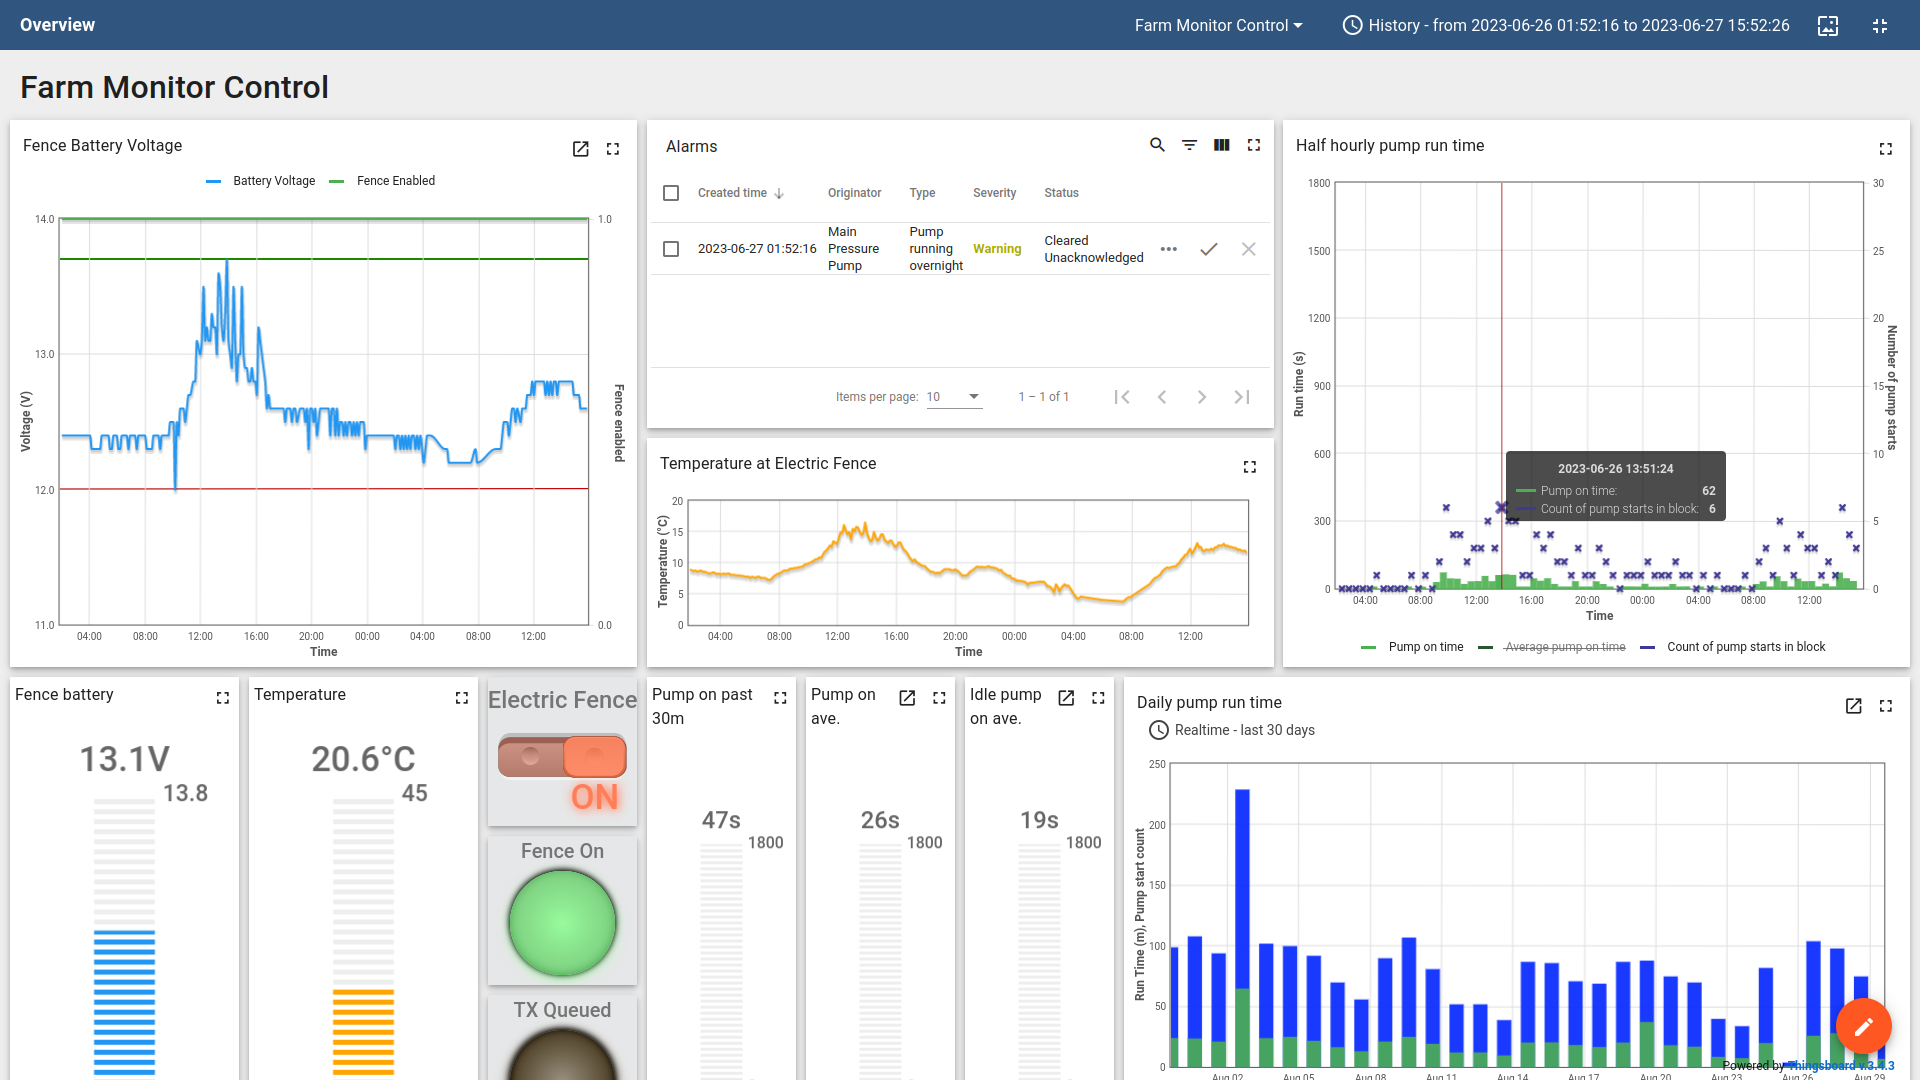 Overview
Farm Monitor Control
History - from 2023-06-26 01:52:16 to 2023-06-27 15:52:26
Farm Monitor Control
Fence Battery Voltage
Battery Voltage
Fence Enabled
14.0
13.0
12.0
11.0
1.0
0.0
Voltage (V)
Fence enabled
04:00 08:00 12:00 16:00 20:00 00:00 04:00 08:00 12:00
Time
Alarms
Created time Originator Type Severity Status
2023-06-27 01:52:16
Main
Pressure
Pump
Pump
running
overnight
Warning
Cleared
Unacknowledged
Items per page: 10
1 – 1 of 1
Temperature at Electric Fence
20
15
10
5
0
Temperature (°C)
04:00 08:00 12:00 16:00 20:00 00:00 04:00 08:00 12:00
Time
Half hourly pump run time
1800
1500
1200
900
600
300
0
30
25
20
15
10
5
0
Run time (s)
Number of pump starts
2023-06-26 13:51:24
Pump on time: 62
Count of pump starts in block: 6
04:00 08:00 12:00 16:00 20:00 00:00 04:00 08:00 12:00
Time
Pump on time
Average pump on time
Count of pump starts in block
Fence battery
13.1V
13.8
Temperature
20.6°C
45
Electric Fence
ON
Fence On
TX Queued
Pump on past
30m
47s
1800
Pump on
ave.
26s
1800
Idle pump
on ave.
19s
1800
Daily pump run time
Realtime - last 30 days
250
200
150
100
50
0
Run Time (m), Pump start count
Aug 02 Aug 05 Aug 08 Aug 11 Aug 14 Aug 17 Aug 20 Aug 23 Aug 26 Aug 29
Powered by Thingsboard v.3.4.3